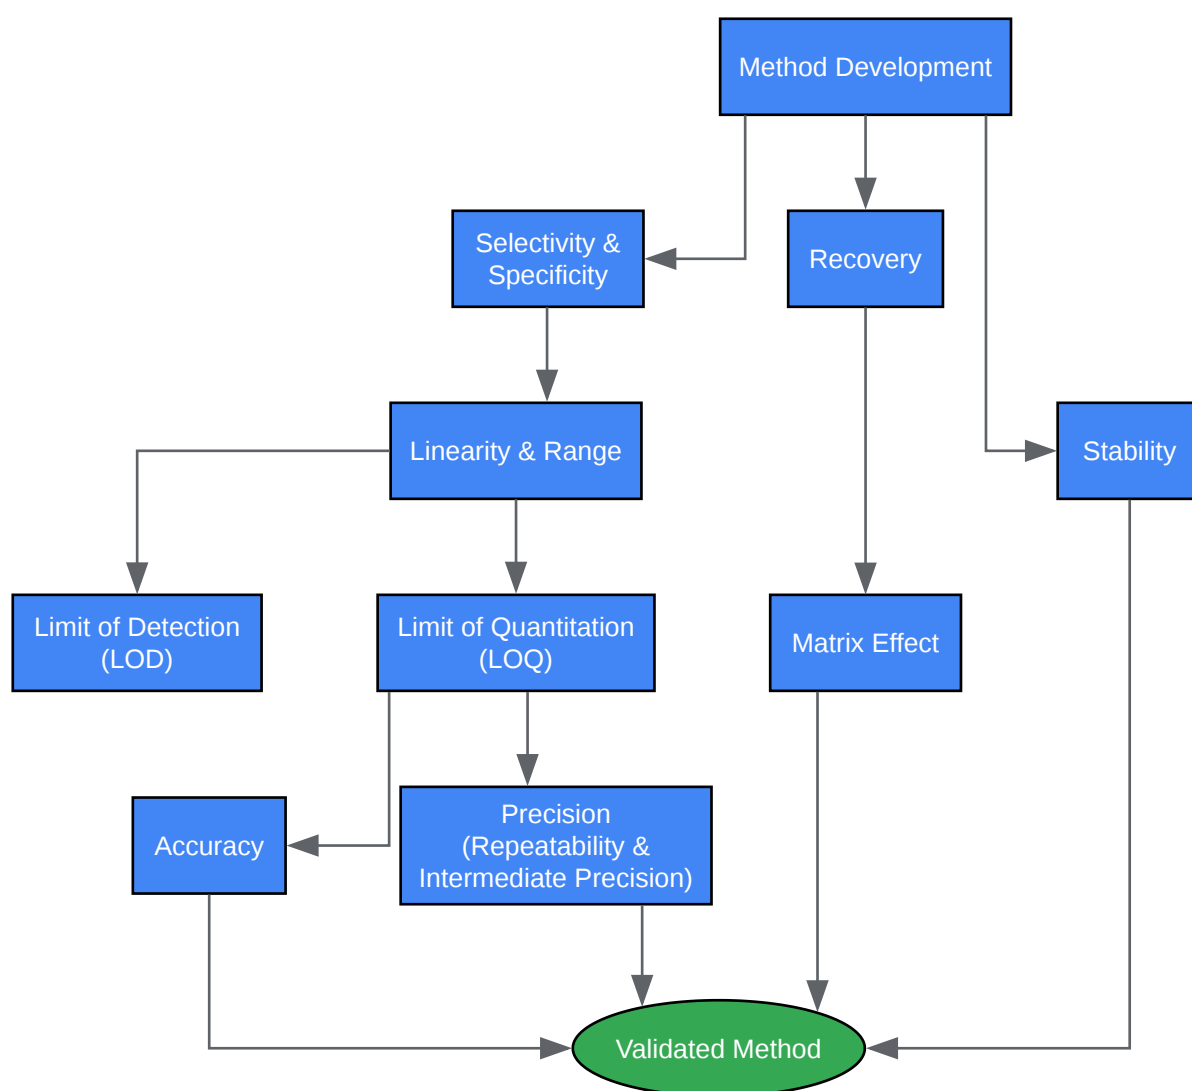 Method Development
Selectivity &
Specificity
Recovery
Linearity & Range
Stability
Limit of Detection
(LOD)
Limit of Quantitation
(LOQ)
Matrix Effect
Accuracy
Precision
(Repeatability &
Intermediate Precision)
Validated Method